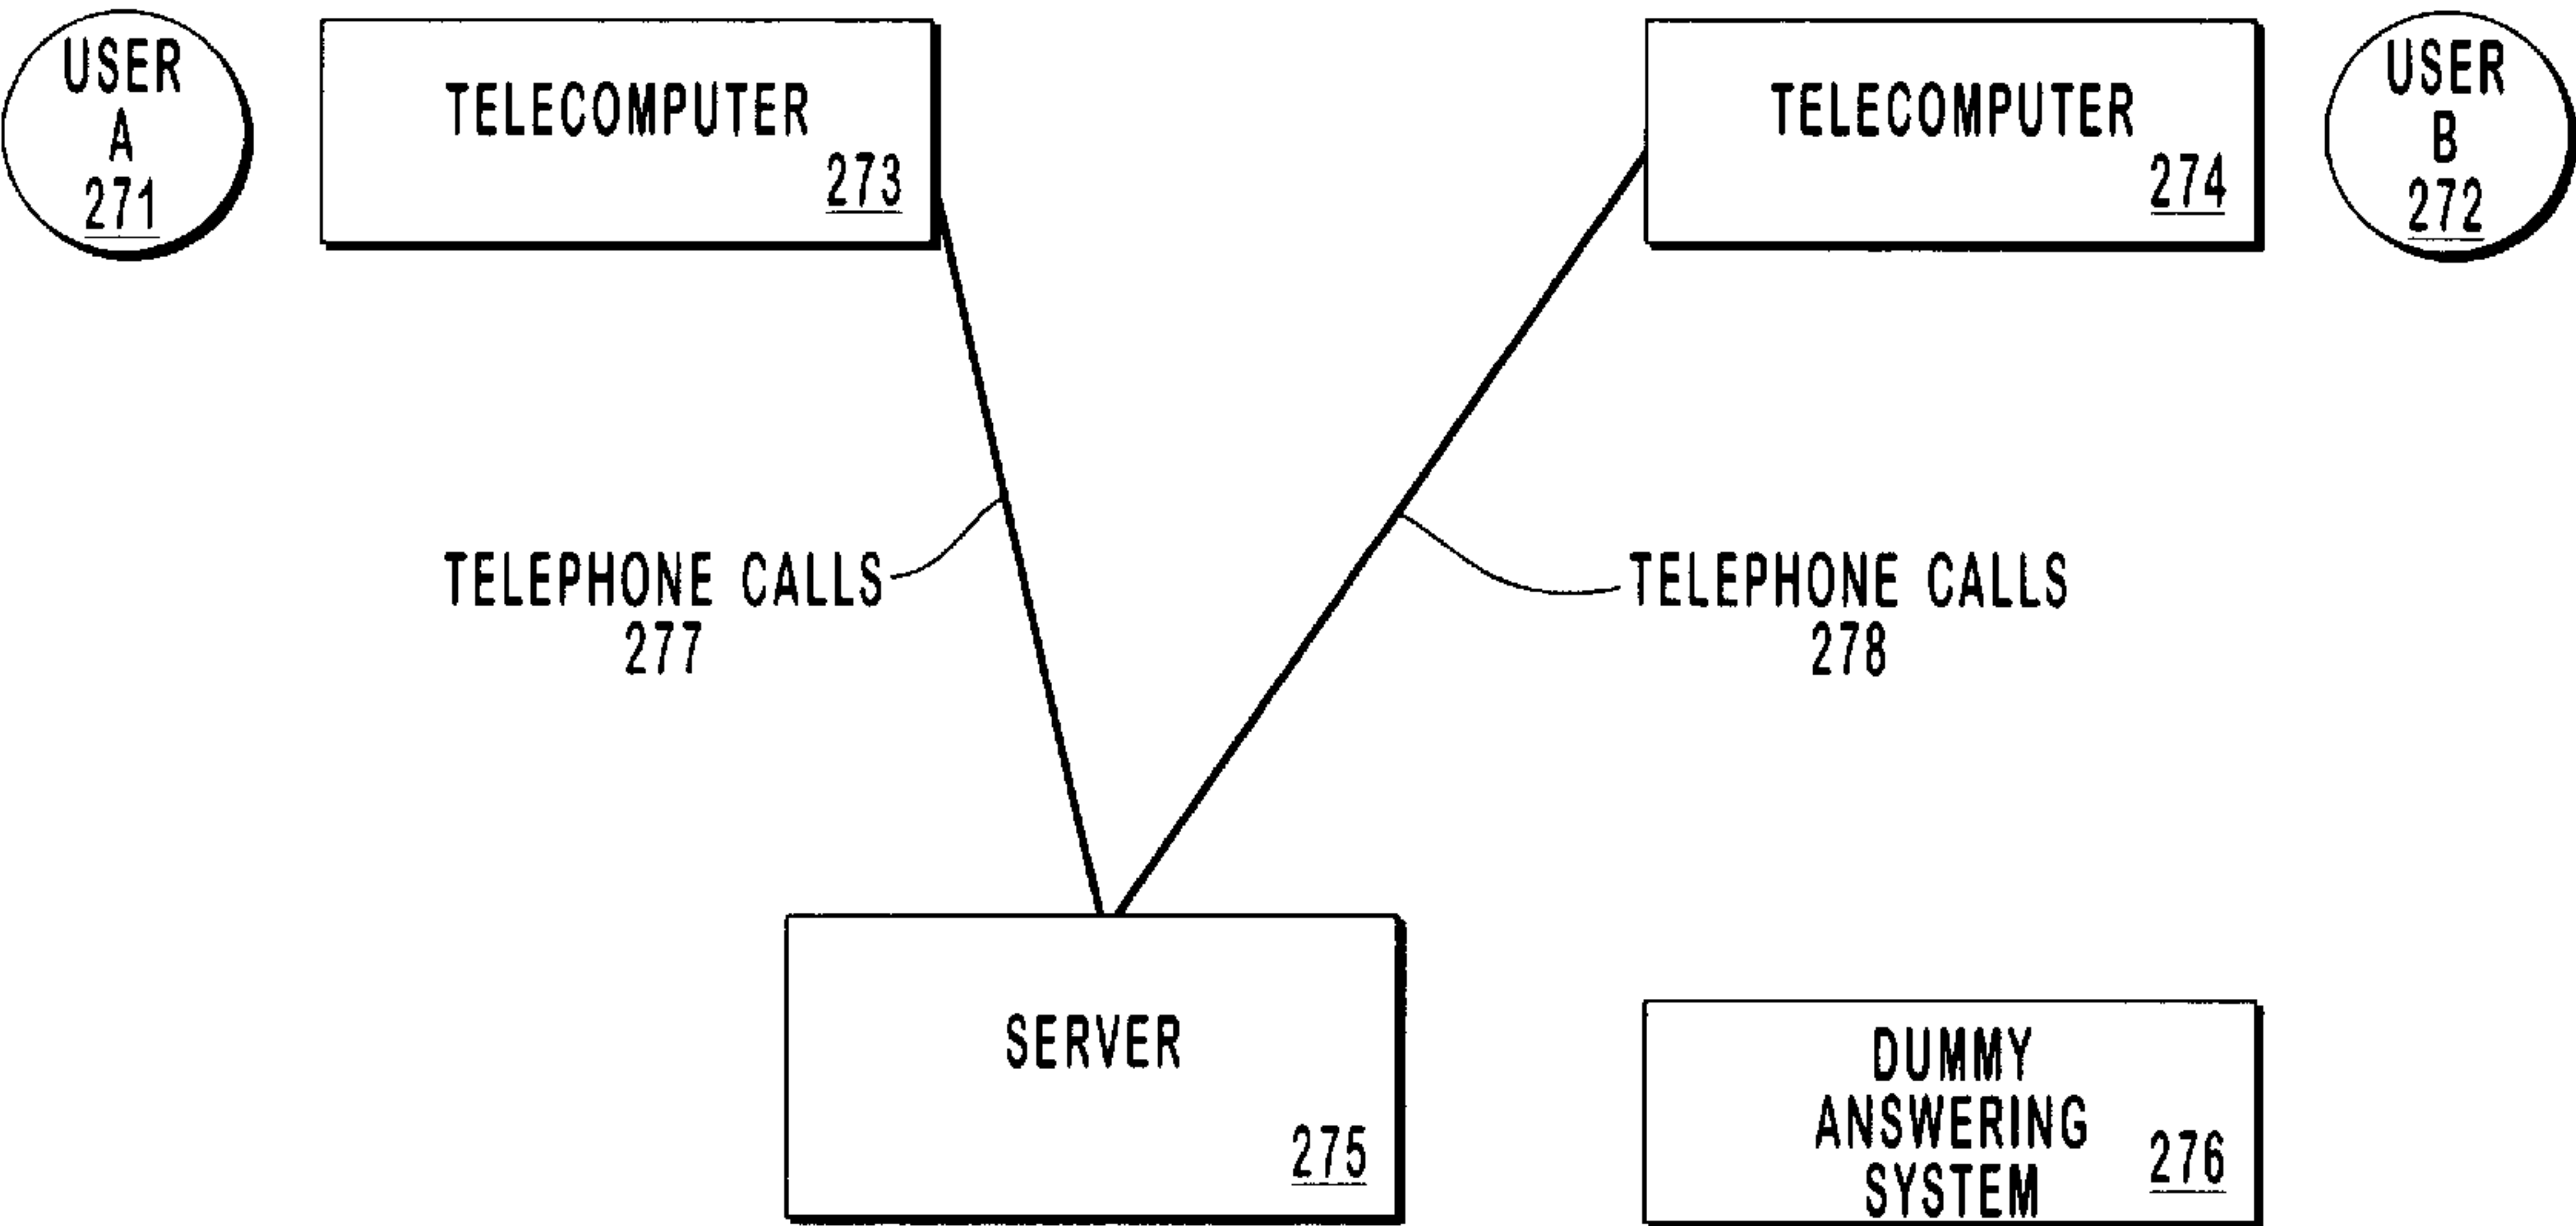 USER
A
271
TELECOMPUTER
273
TELECOMPUTER
274
USER
B
272
TELEPHONE CALLS
277
TELEPHONE CALLS
278
SERVER
275
DUMMY
ANSWERING
SYSTEM
276